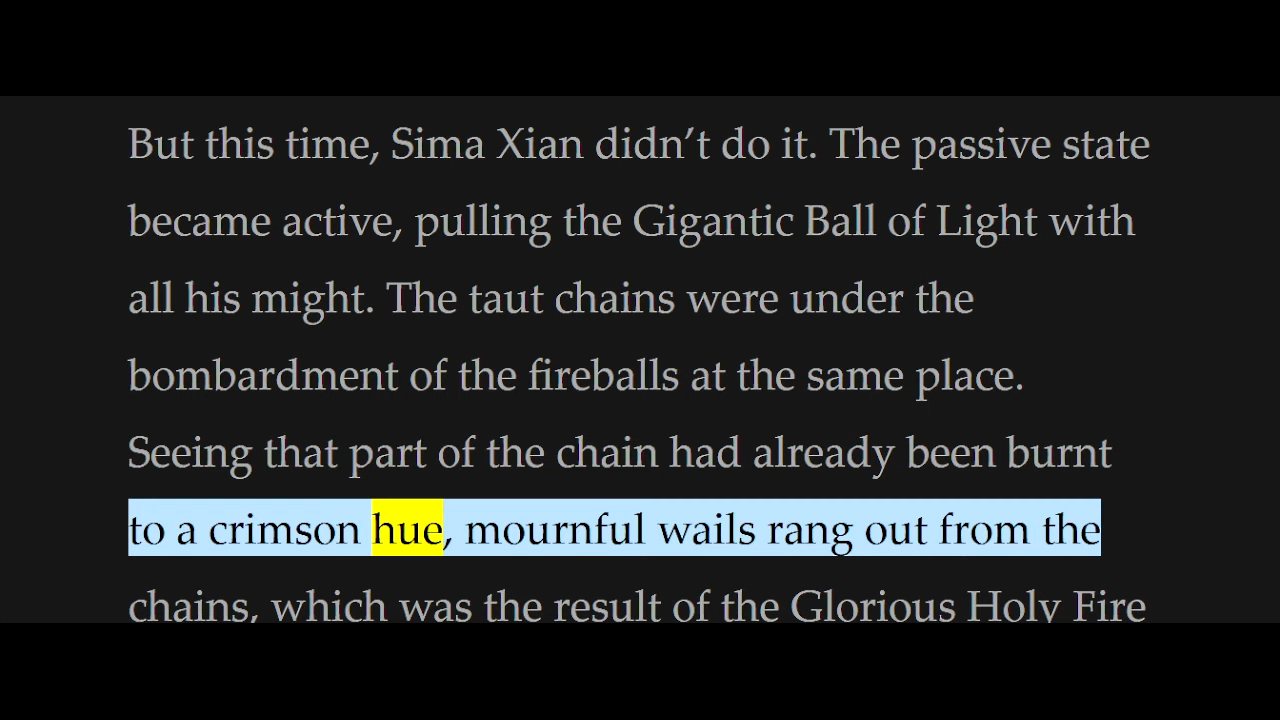 But this time, Sima Xian didn’t do it. The passive state
became active, pulling the Gigantic Ball of Light with
all his might. The taut chains were under the
bombardment of the fireballs at the same place.
Seeing that part of the chain had already been burnt
to a crimson hue, mournful wails rang out from the
chains, which was the result of the Glorious Holy Fire